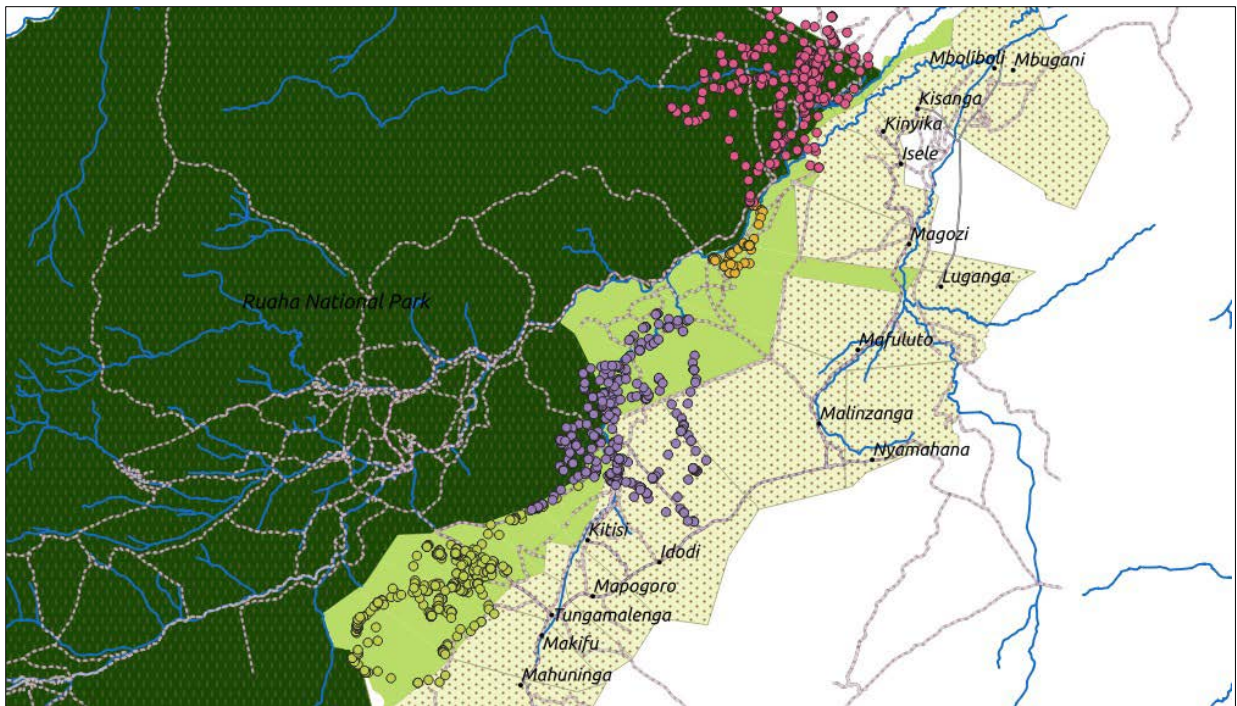 Mboliboli
Mbugani
Kisanga
Kinyika
Isele
Magozi
Luganga
Ruaha National Park
Mafuluto
Malinzanga
Nyamahana
Kitisi
Idodi
Mapogoro
Tungamalenga
Makifu
Mahuninga